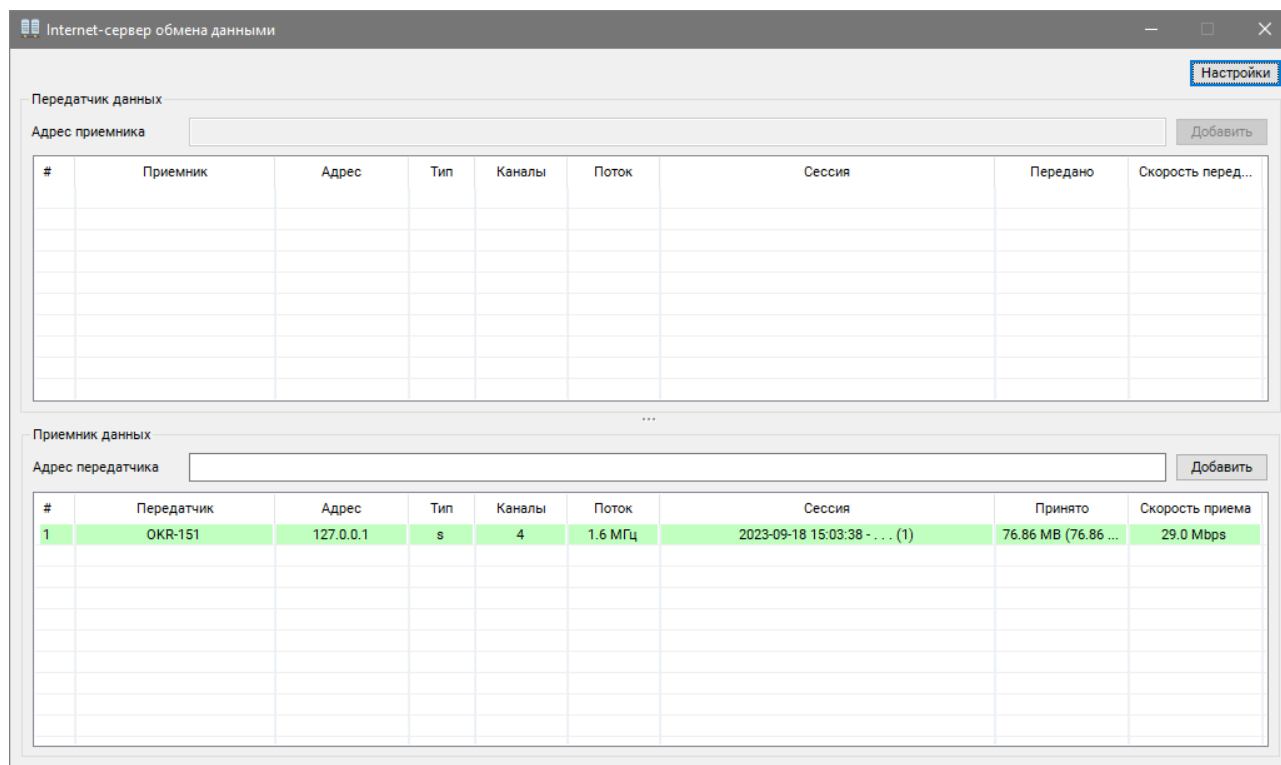 Internet-сервер обмена данными
Настройки
Передатчик данных
Адрес приемника Добавить
# Приемник Адрес Тип Каналы Поток Сессия Передано Скорость перед...
Приемник данных
Адрес передатчика Добавить
# Передатчик Адрес Тип Каналы Поток Сессия Принято Скорость приема
1 OKR-151 127.0.0.1 s 4 1.6 МГц 2023-09-18 15:03:38 - . . . (1) 76.86 MB (76.86 ... 29.0 Mbps